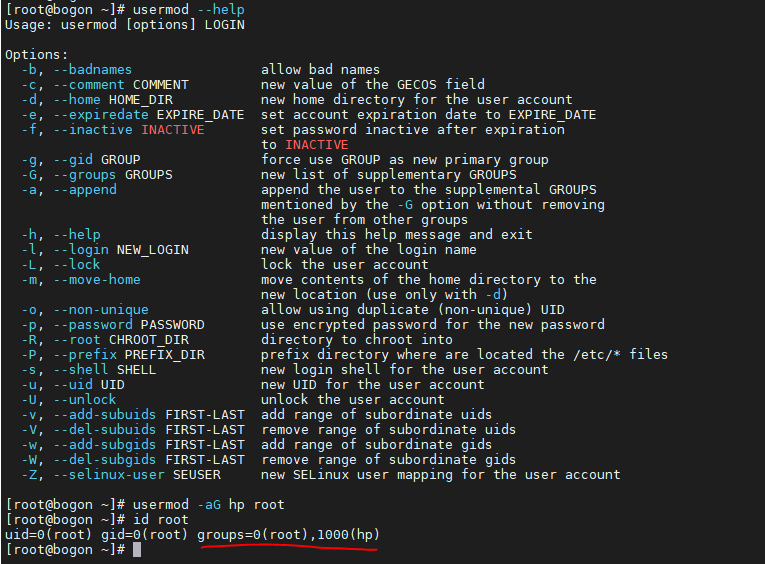 [root@bogon ~]# usermod --help
Usage: usermod [options] LOGIN
Options:
-b, --badnames allow bad names
-c, --comment COMMENT new value of the GECOS field
-d, --home HOME_DIR new home directory for the user account
-e, --expiredate EXPIRE_DATE set account expiration date to EXPIRE_DATE
-f, --inactive INACTIVE set password inactive after expiration
to INACTIVE
-g, --gid GROUP force use GROUP as new primary group
-G, --groups GROUPS new list of supplementary GROUPS
-a, --append append the user to the supplemental GROUPS
mentioned by the -G option without removing
the user from other groups
-h, --help display this help message and exit
-l, --login NEW_LOGIN new value of the login name
-L, --lock lock the user account
-m, --move-home move contents of the home directory to the
new location (use only with -d)
-o, --non-unique allow using duplicate (non-unique) UID
-p, --password PASSWORD use encrypted password for the new password
-R, --root CHROOT_DIR directory to chroot into
-P, --prefix PREFIX_DIR prefix directory where are located the /etc/* files
-s, --shell SHELL new login shell for the user account
-u, --uid UID new UID for the user account
-U, --unlock unlock the user account
-v, --add-subuids FIRST-LAST add range of subordinate uids
-V, --del-subuids FIRST-LAST remove range of subordinate uids
-w, --add-subgids FIRST-LAST add range of subordinate gids
-W, --del-subgids FIRST-LAST remove range of subordinate gids
-Z, --selinux-user SEUSER new SELinux user mapping for the user account
[root@bogon ~]# usermod -aG hp root
[root@bogon ~]# id root
uid=0(root) gid=0(root) groups=0(root),1000(hp)
[root@bogon ~]#